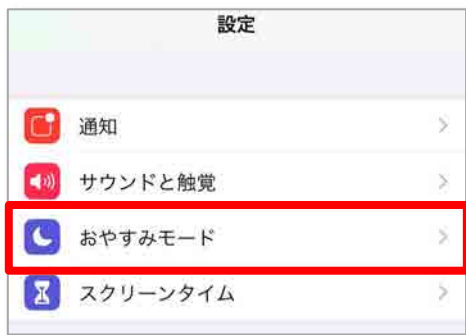 設定
通知
サウンドと触覚
おやすみモード
スクリーンタイム